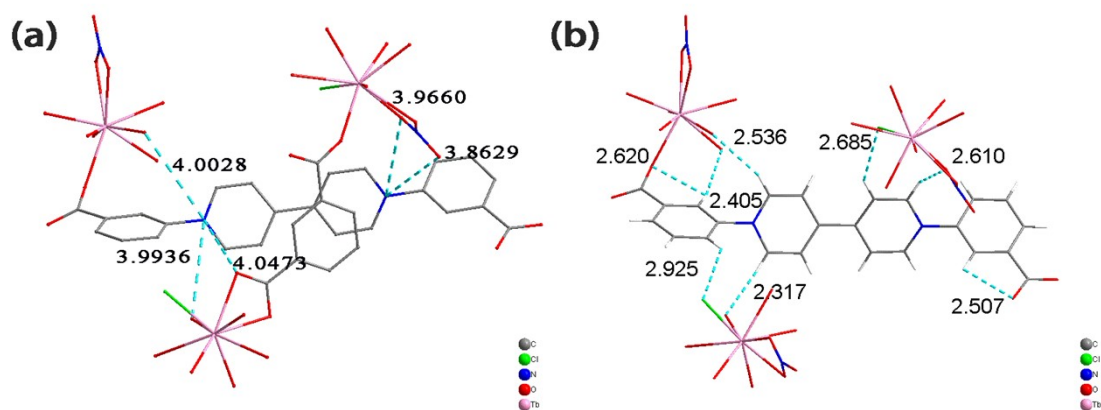 (a)
3.9660
3.8629
4.0028
3.9936
4.0473
C
Cl
N
O
Tb
(b)
2.536
2.685
2.620
2.610
2.405
2.925
2.317
2.507
C
Cl
N
O
Tb